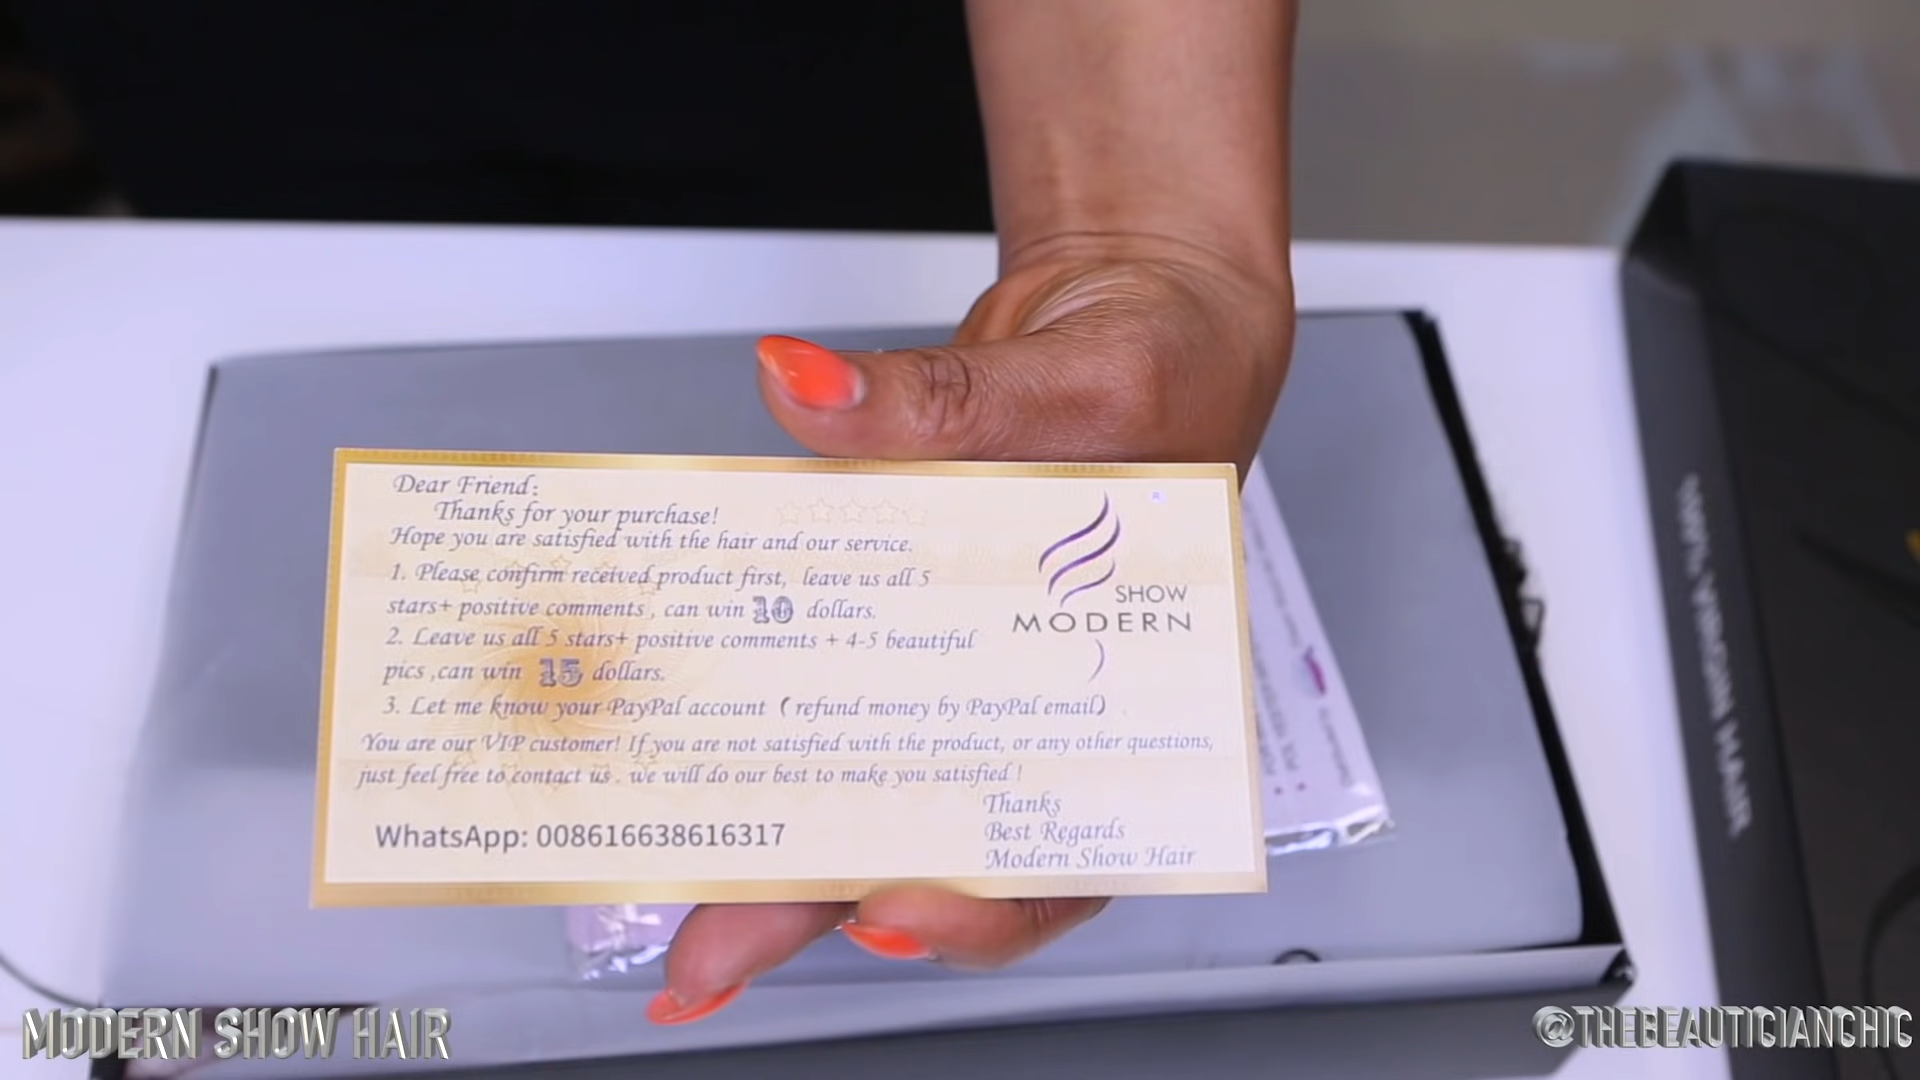 Dear Friend:
Thanks for your purchase!
Hope you are satisfied with the hair and our service.
1. Please confirm received product first, leave us all 5
stars+ positive comments , can win 10 dollars.
2. Leave us all 5 stars+ positive comments + 4-5 beautiful
pics ,can win 15 dollars.
3. Let me know your PayPal account ( refund money by PayPal email)
You are our VIP customer! If you are not satisfied with the product, or any other questions,
just feel free to contact us . we will do our best to make you satisfied !
Thanks
Best Regards
Modern Show Hair
WhatsApp: 008616638616317
SHOW
MODERN
VIRGIN HAIR
MODERN SHOW HAIR
@THEBEAUTICIANCHIC